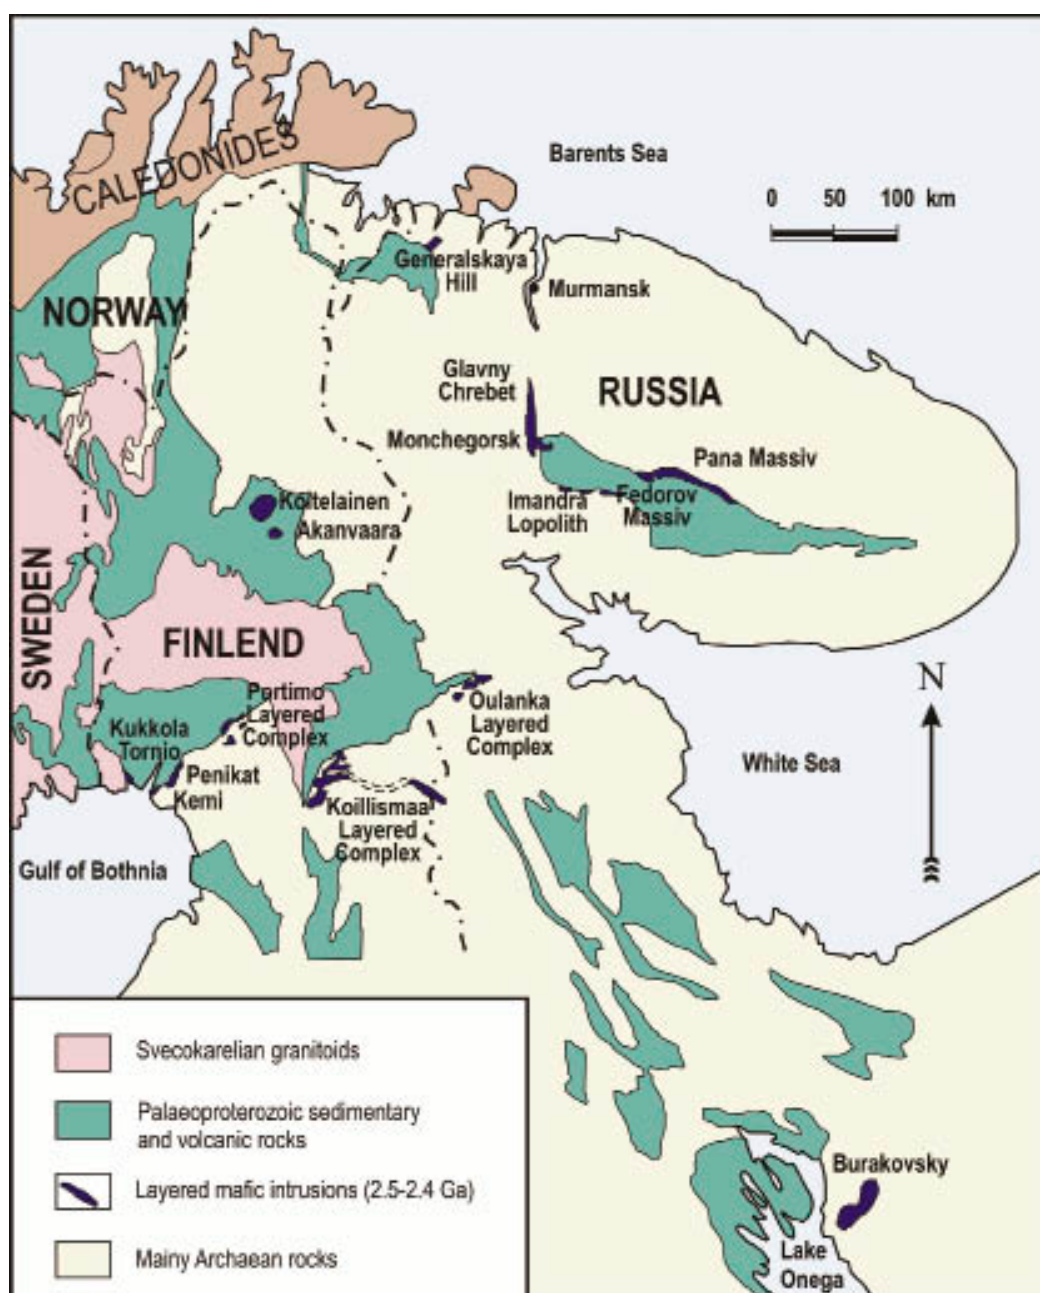 CALEDONIDES
Barents Sea
0 50 100 km
Generalskaya
Hill
Murmansk
NORWAY
Glavny
Chrebet
RUSSIA
Monchegorsk
Pana Massiv
Koitelainen
Akanvaara
Imandra
Lopolith
Fedorov
Massiv
SWEDEN
FINLEND
N
Portimo
Layered
Complex
Oulanka
Layered
Complex
Kukkola
Tornio
Penikat
Kemi
White Sea
Koillismaa
Layered
Complex
Gulf of Bothnia
Svecokarelian granitoids
Palaeoproterozoic sedimentary
and volcanic rocks
Layered mafic intrusions (2.5-2.4 Ga)
Mainy Archaean rocks
Burakovsky
Lake
Onega